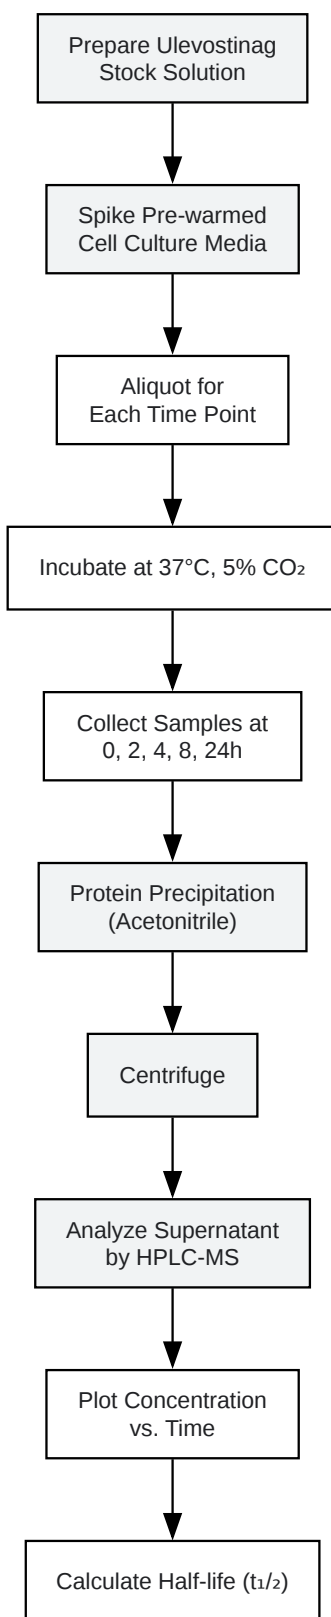 Prepare Ulevostinag
Stock Solution
Spike Pre-warmed
Cell Culture Media
Aliquot for
Each Time Point
Incubate at 37°C, 5% CO₂
Collect Samples at
0, 2, 4, 8, 24h
Protein Precipitation
(Acetonitrile)
Centrifuge
Analyze Supernatant
by HPLC-MS
Plot Concentration
vs. Time
Calculate Half-life (t₁/₂)